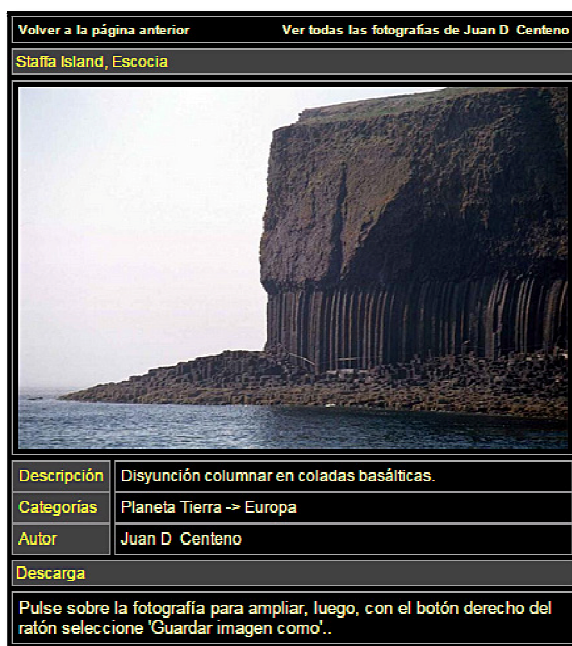 Volver a la página anterior Ver todas las fotografías de Juan D Centeno
Staffa Island, Escocia
Descripción Disyunción columnar en coladas basálticas.
Categorías Planeta Tierra -> Europa
Autor Juan D Centeno
Descarga
Pulse sobre la fotografía para ampliar, luego, con el botón derecho del
ratón seleccione 'Guardar imagen como'..